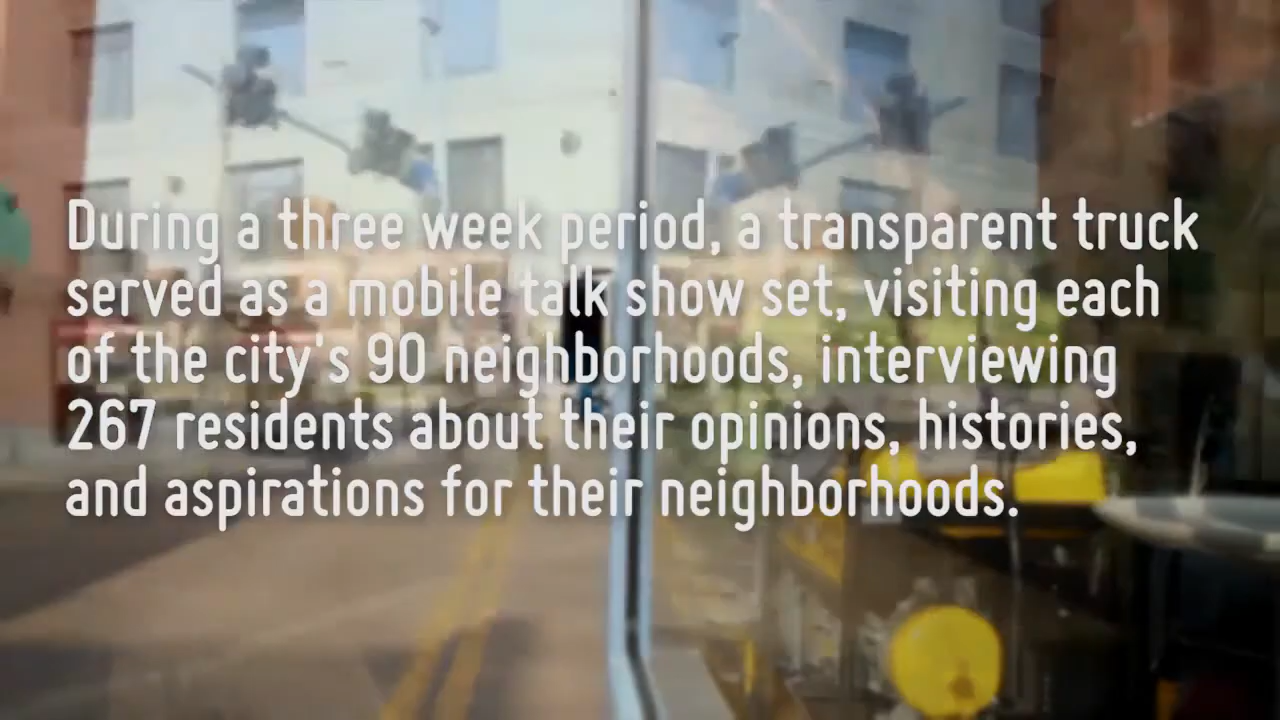 During a three week period, a transparent truck
served as a mobile talk show set, visiting each
of the city's 90 neighborhoods, interviewing
267 residents about their opinions, histories,
and aspirations for their neighborhoods.